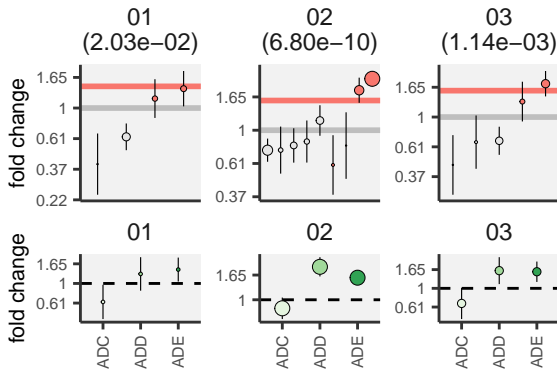 01 02 03
(2.03e−02) (6.80e−10) (1.14e−03)
fold change
1.65 1.65 1.65
1 1 1
0.61 0.61 0.61
0.37 0.37 0.37
0.22
01 02 03
fold change
1.65 1.65 1.65
1 1 1
0.61 0.61
ADC ADD ADE ADC ADD ADE ADC ADD ADE